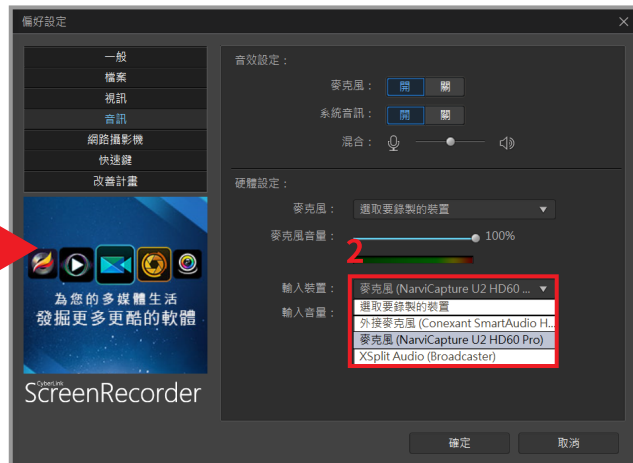 偏好設定
一般
檔案
視訊
音訊
網路攝影機
快速鍵
改善計畫
為您的多媒體生活
發掘更多更酷的軟體
CyberLink
ScreenRecorder
音效設定：
麥克風： 開 關
系統音訊： 開 關
混合：
硬體設定：
麥克風： 選取要錄製的裝置
麥克風音量： 100%
2
輸入裝置： 麥克風 (NarviCapture U2 HD60 ...
輸入音量：
選取要錄製的裝置
外接麥克風 (Conexant SmartAudio H...
麥克風 (NarviCapture U2 HD60 Pro)
XSplit Audio (Broadcaster)
確定 取消